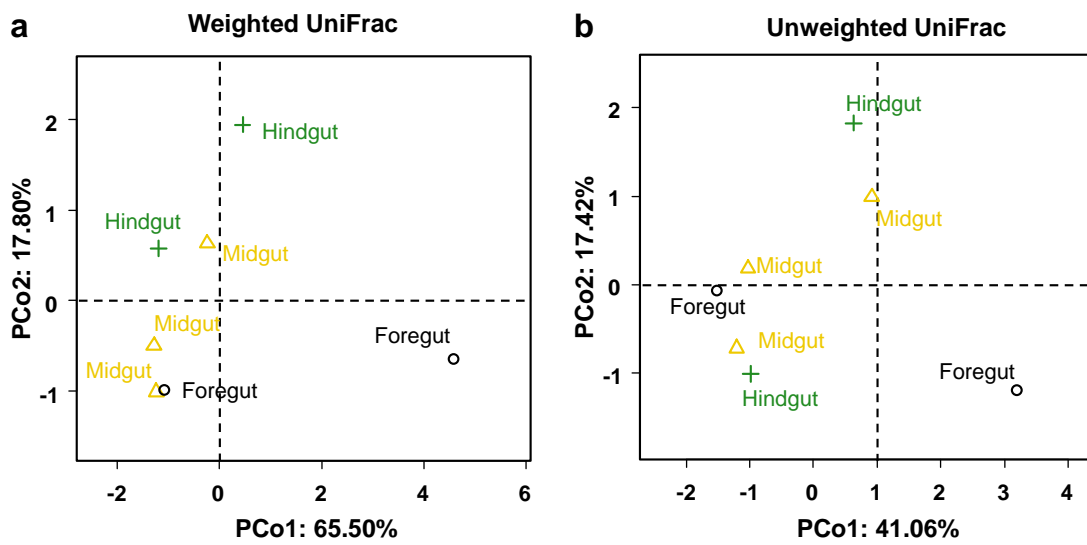 a
Weighted UniFrac
PCo2: 17.80%
2
1
0
-1
Hindgut
Hindgut
Midgut
Midgut
Foregut
Midgut
Foregut
-2
0
2
4
6
PCo1: 65.50%
b
Unweighted UniFrac
PCo2: 17.42%
2
1
0
-1
Hindgut
Midgut
Midgut
Foregut
Midgut
Foregut
Hindgut
-2
-1
0
1
2
3
4
PCo1: 41.06%